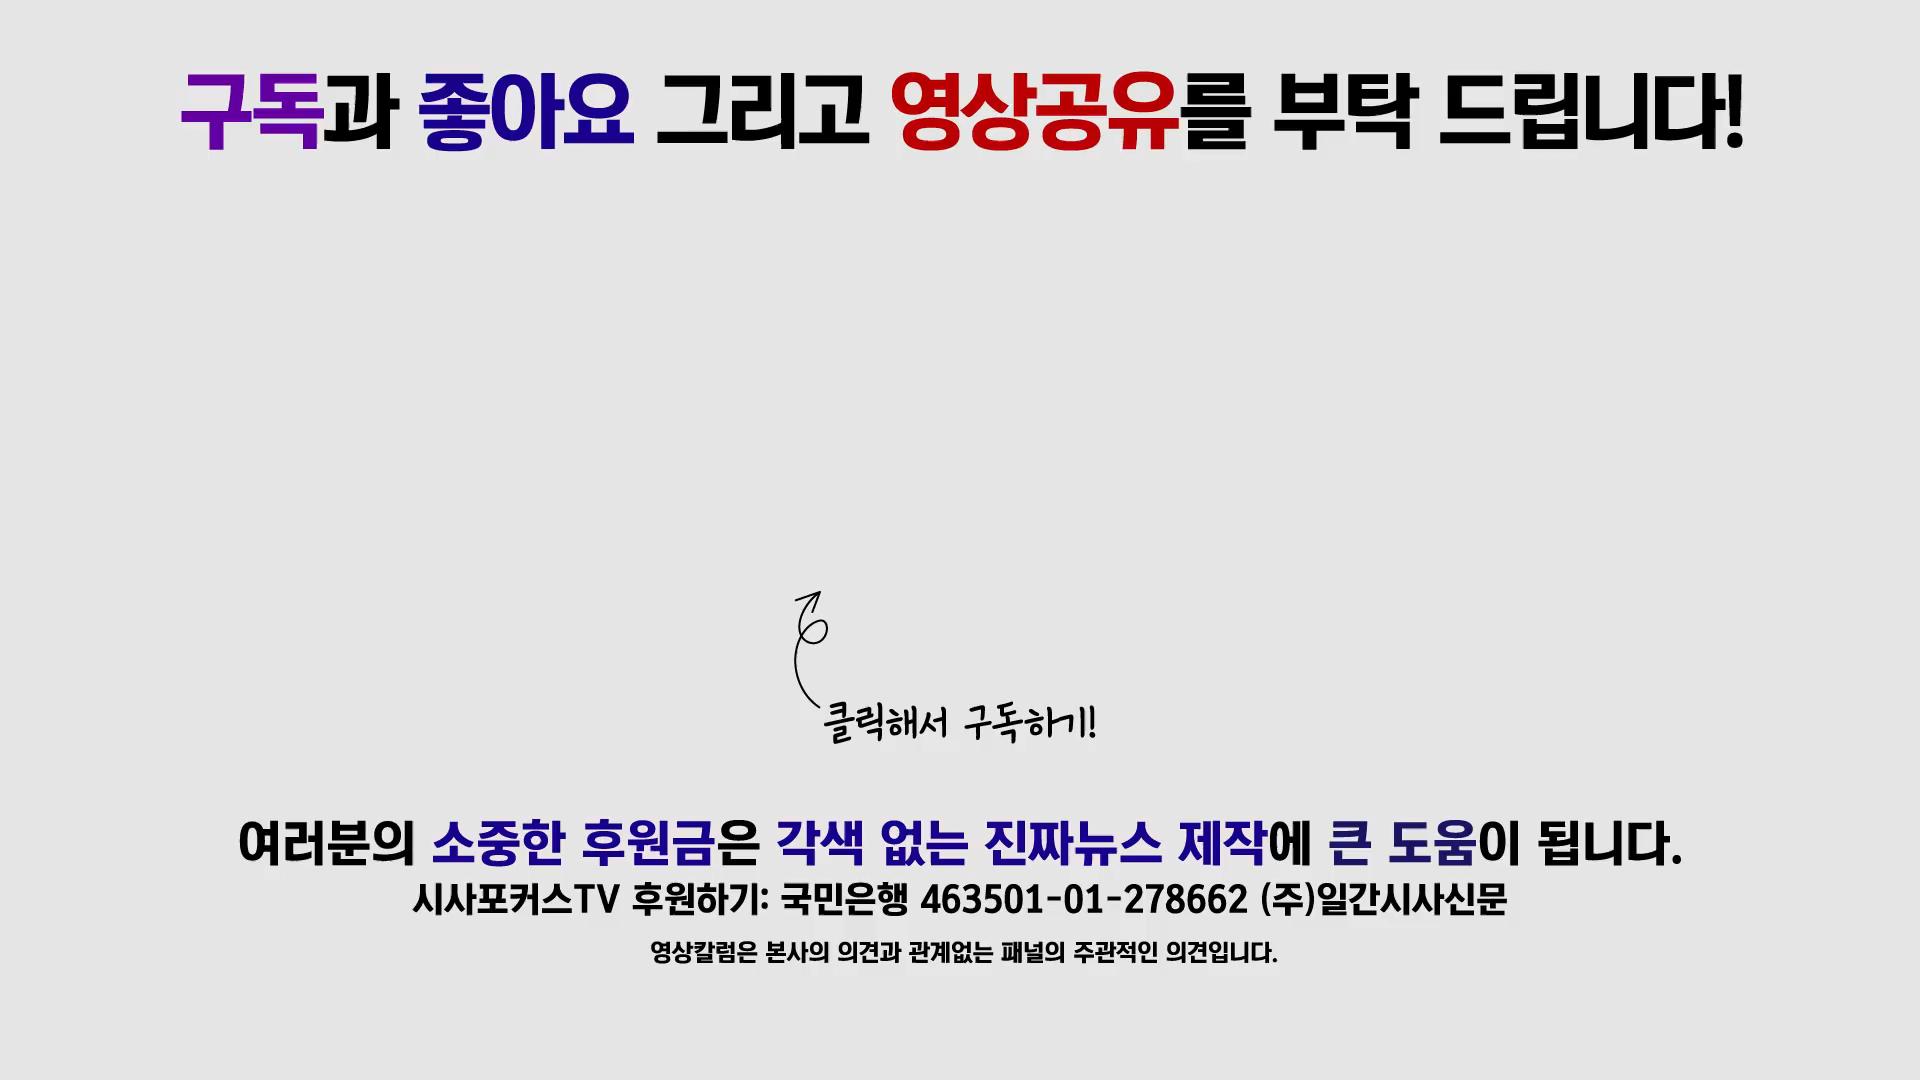 구독과 좋아요 그리고 영상공유를 부탁 드립니다!
클릭해서 구독하기!
여러분의 소중한 후원금은 각색 없는 진짜뉴스 제작에 큰 도움이 됩니다.
시사포커스TV 후원하기: 국민은행 463501-01-278662 (주)일간시사신문
영상칼럼은 본사의 의견과 관계없는 패널의 주관적인 의견입니다.